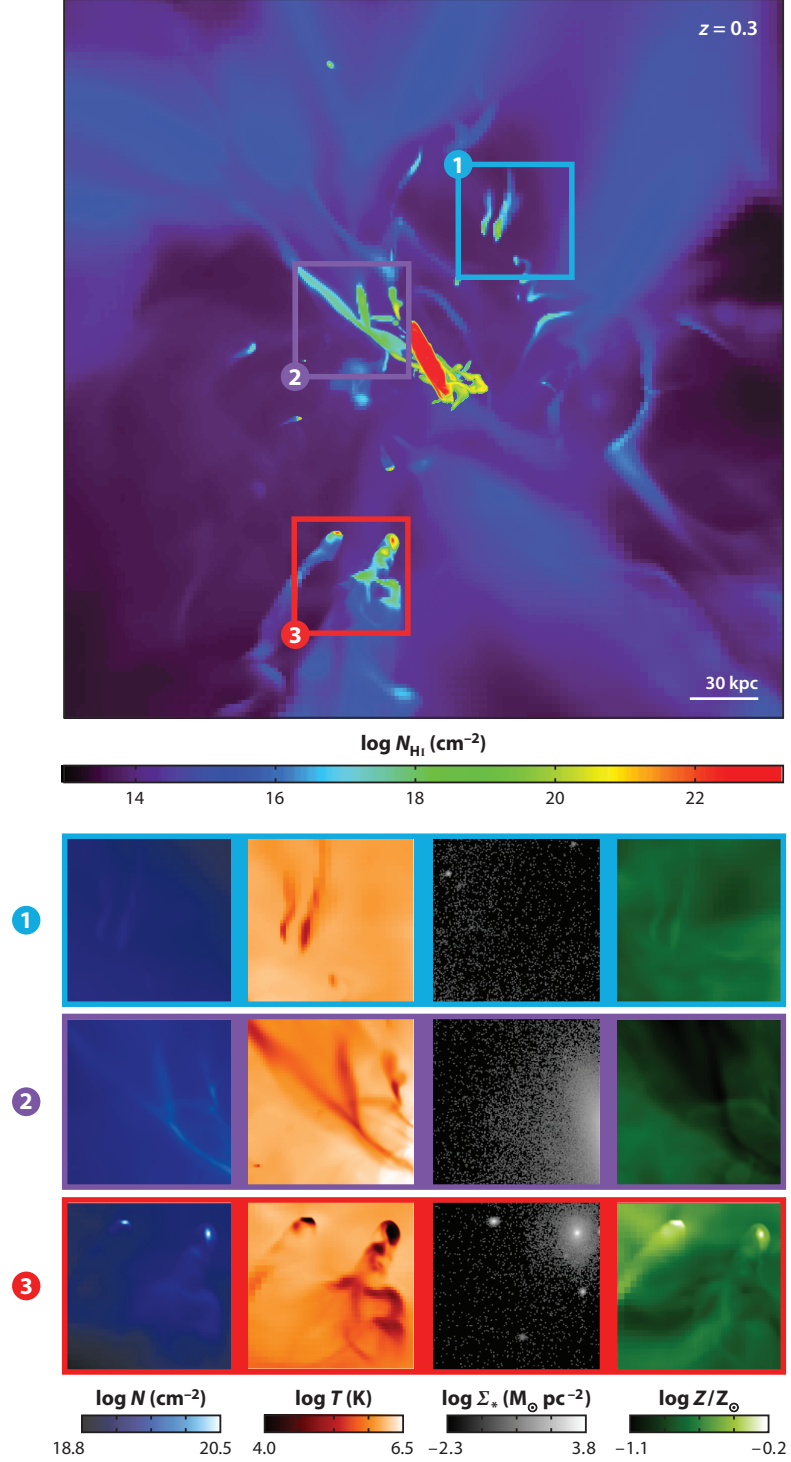 z = 0.3
1
2
3
30 kpc
log N_HI (cm⁻²)
14 16 18 20 22
1
2
3
log N (cm⁻²) log T (K) log Σ* (M⊙ pc⁻²) log Z/Z⊙
18.8 20.5 4.0 6.5 −2.3 3.8 −1.1 −0.2